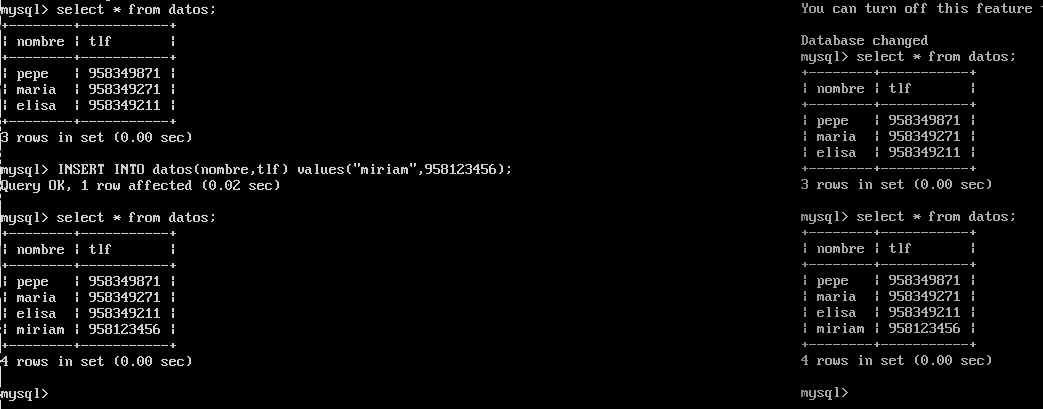 mysql> select * from datos;
+--------+-----------+
| nombre | tlf       |
+--------+-----------+
| pepe   | 958349871 |
| maria  | 958349271 |
| elisa  | 958349211 |
+--------+-----------+
3 rows in set (0.00 sec)
mysql> INSERT INTO datos(nombre,tlf) values("miriam",958123456);
Query OK, 1 row affected (0.02 sec)
mysql> select * from datos;
+--------+-----------+
| nombre | tlf       |
+--------+-----------+
| pepe   | 958349871 |
| maria  | 958349271 |
| elisa  | 958349211 |
| miriam | 958123456 |
+--------+-----------+
4 rows in set (0.00 sec)
mysql>
You can turn off this feature
Database changed
mysql> select * from datos;
+--------+-----------+
| nombre | tlf       |
+--------+-----------+
| pepe   | 958349871 |
| maria  | 958349271 |
| elisa  | 958349211 |
+--------+-----------+
3 rows in set (0.00 sec)
mysql> select * from datos;
+--------+-----------+
| nombre | tlf       |
+--------+-----------+
| pepe   | 958349871 |
| maria  | 958349271 |
| elisa  | 958349211 |
| miriam | 958123456 |
+--------+-----------+
4 rows in set (0.00 sec)
mysql>